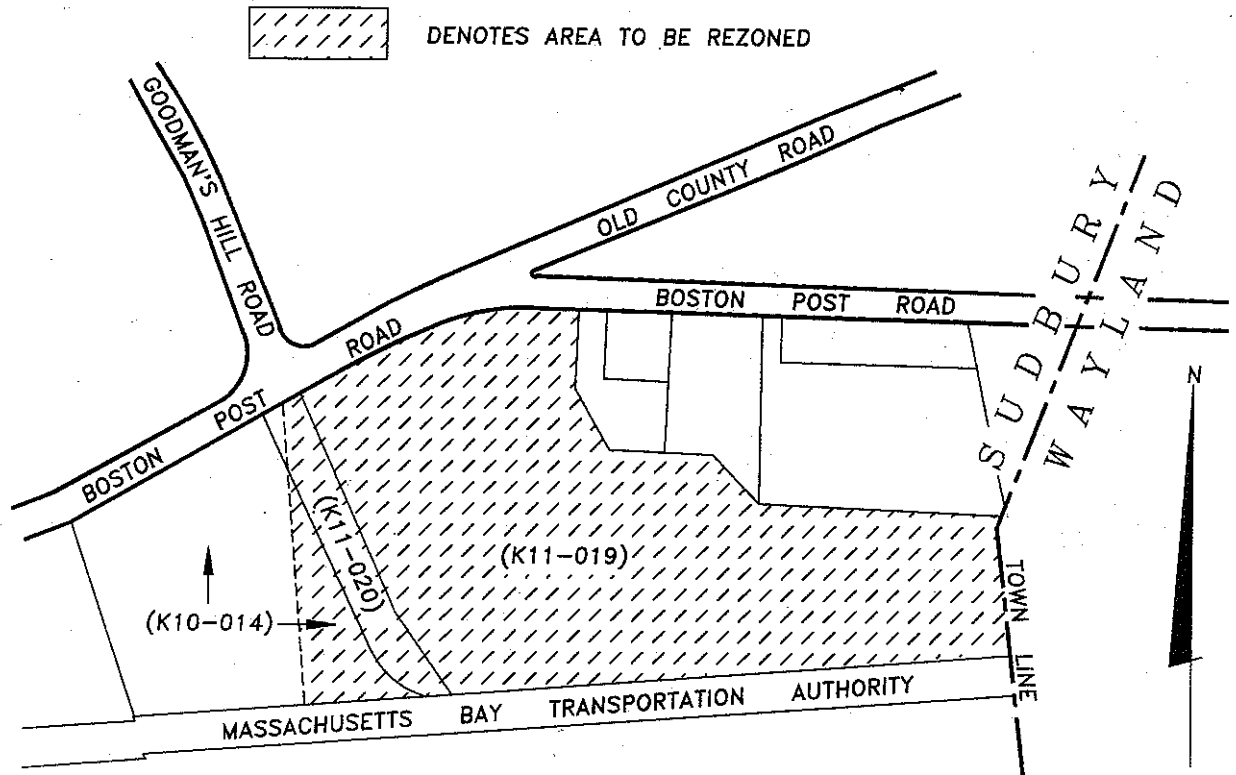 DENOTES AREA TO BE REZONED
GOODMAN'S HILL ROAD
OLD COUNTY ROAD
SUDBURY
WAYLAND
BOSTON POST ROAD
BOSTON POST ROAD
N
(K11-020)
(K11-019)
(K10-014)
TOWN LINE
MASSACHUSETTS BAY TRANSPORTATION AUTHORITY